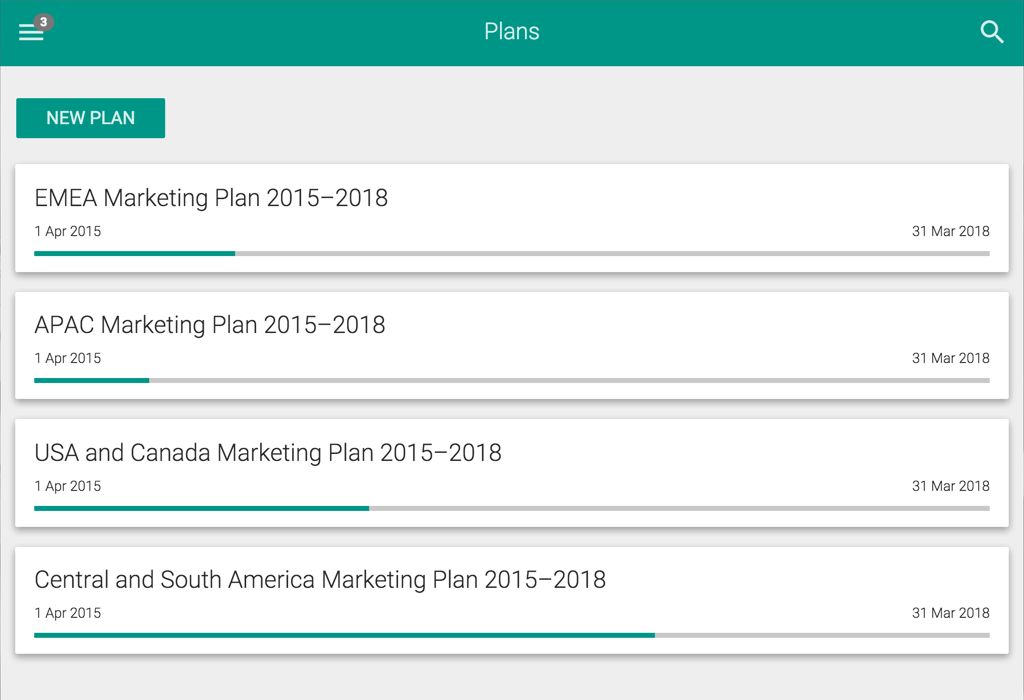 3
Plans
NEW PLAN
EMEA Marketing Plan 2015–2018
1 Apr 2015 31 Mar 2018
APAC Marketing Plan 2015–2018
1 Apr 2015 31 Mar 2018
USA and Canada Marketing Plan 2015–2018
1 Apr 2015 31 Mar 2018
Central and South America Marketing Plan 2015–2018
1 Apr 2015 31 Mar 2018